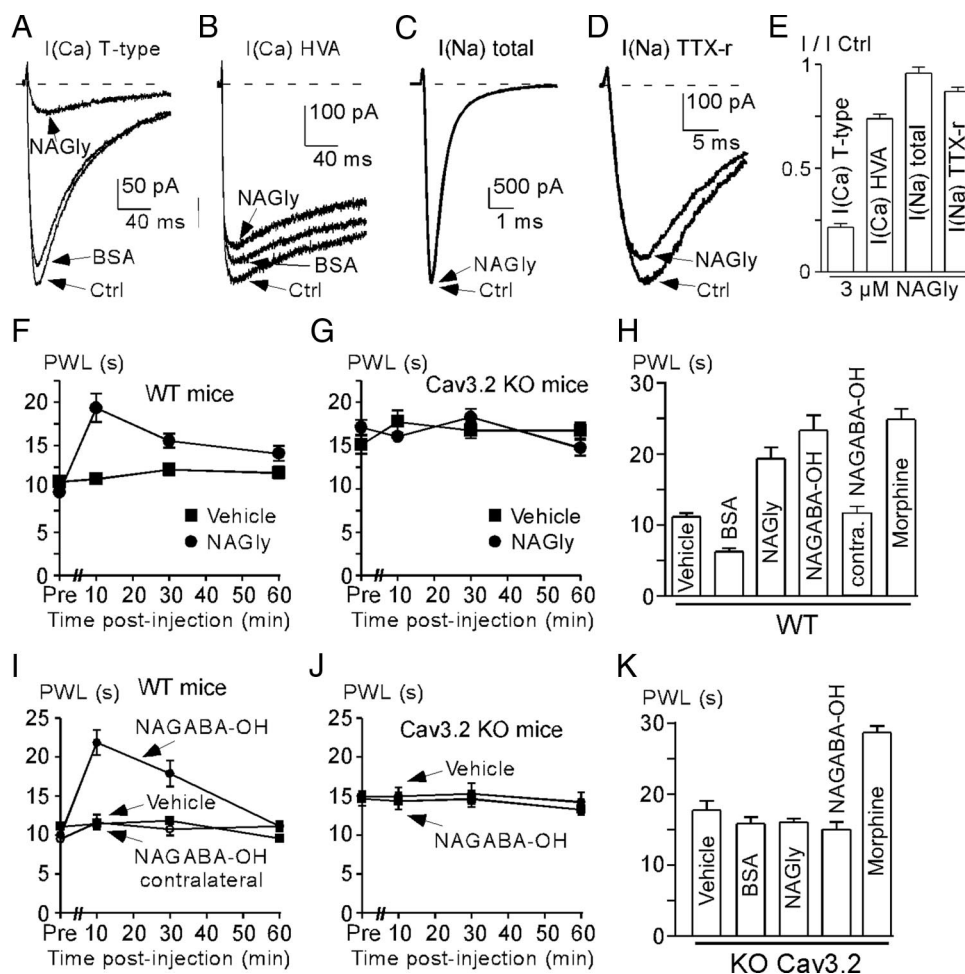 A
I(Ca) T-type
NAGly
50 pA
40 ms
BSA
Ctrl
B
I(Ca) HVA
100 pA
40 ms
NAGly
BSA
Ctrl
C
I(Na) total
500 pA
1 ms
NAGly
Ctrl
D
I(Na) TTX-r
100 pA
5 ms
NAGly
Ctrl
E
I / I Ctrl
1
0.5
0
I(Ca) T-type
I(Ca) HVA
I(Na) total
I(Na) TTX-r
3 µM NAGly
F
PWL (s)
WT mice
20
15
10
5
0
Vehicle
NAGly
Pre 10 20 30 40 50 60
Time post-injection (min)
G
PWL (s)
Cav3.2 KO mice
20
15
10
5
0
Vehicle
NAGly
Pre 10 20 30 40 50 60
Time post-injection (min)
H
PWL (s)
30
20
10
0
Vehicle
BSA
NAGly
NAGABA-OH
contra. NAGABA-OH
Morphine
WT
I
PWL (s)
WT mice
25
20
15
10
5
0
NAGABA-OH
Vehicle
NAGABA-OH
contralateral
Pre 10 20 30 40 50 60
Time post-injection (min)
J
PWL (s)
Cav3.2 KO mice
25
20
15
10
5
0
Vehicle
NAGABA-OH
Pre 10 20 30 40 50 60
Time post-injection (min)
K
PWL (s)
30
20
10
0
Vehicle
BSA
NAGly
NAGABA-OH
Morphine
KO Cav3.2